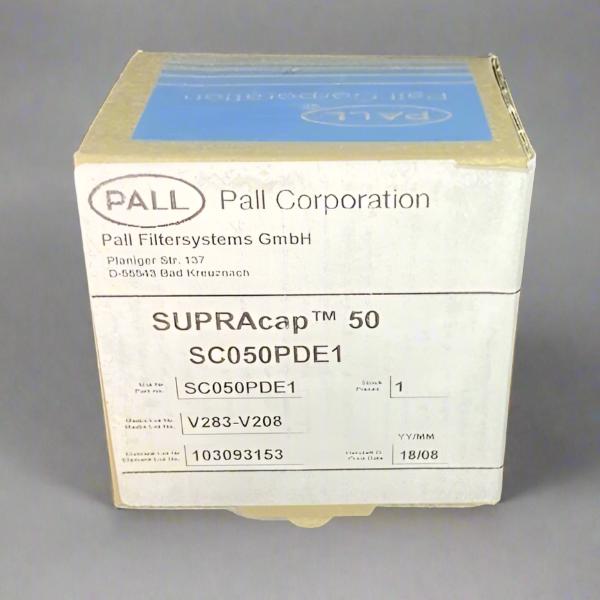 PALL
Pall Corporation
PALL Pall Corporation
Pall Filtersystems GmbH
Planiger Str. 137
D-55543 Bad Kreuznach
SUPRAcap™ 50
SC050PDE1
SC050PDE1
1
V283-V208
YY/MM
103093153
18/08